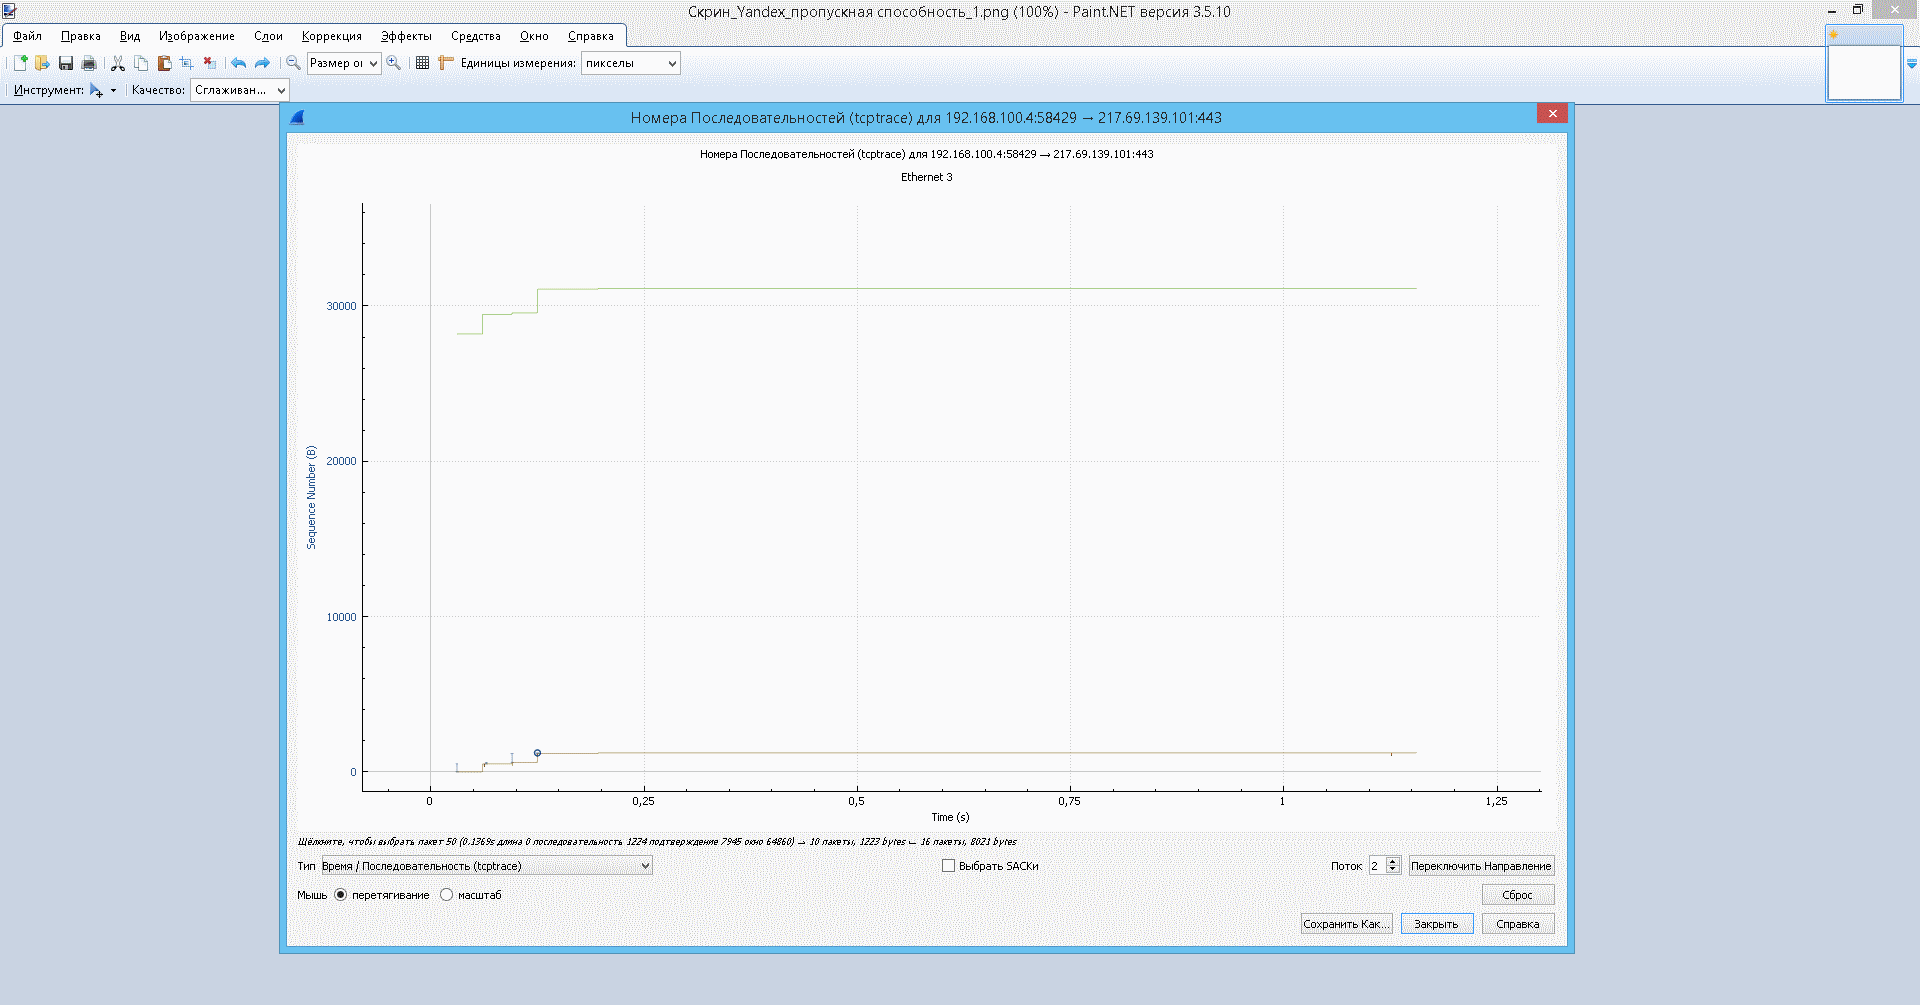 Скрин_Yandex_пропускная способность_1.png (100%) - Paint.NET версия 3.5.10
Файл Правка Вид Изображение Слои Коррекция Эффекты Средства Окно Справка
Размер ок Единицы измерения: пикселы
Инструмент: Качество: Сглаживан...
Номера Последовательностей (tcptrace) для 192.168.100.4:58429 → 217.69.139.101:443
Номера Последовательностей (tcptrace) для 192.168.100.4:58429 → 217.69.139.101:443
Ethernet 3
30000
20000
10000
0
Sequence Number (B)
0 0,25 0,5 0,75 1 1,25
Time (s)
Щёлкните, чтобы выбрать пакет 50 (0.1369s длина 0 последовательность 1224 подтверждение 7945 окно 64860) → 10 пакеты, 1223 bytes ← 16 пакеты, 8021 bytes
Тип Время / Последовательность (tcptrace) Выбрать SACKи Поток 2 Переключить Направление
Мышь перетягивание масштаб Сброс
Сохранить Как... Закрыть Справка